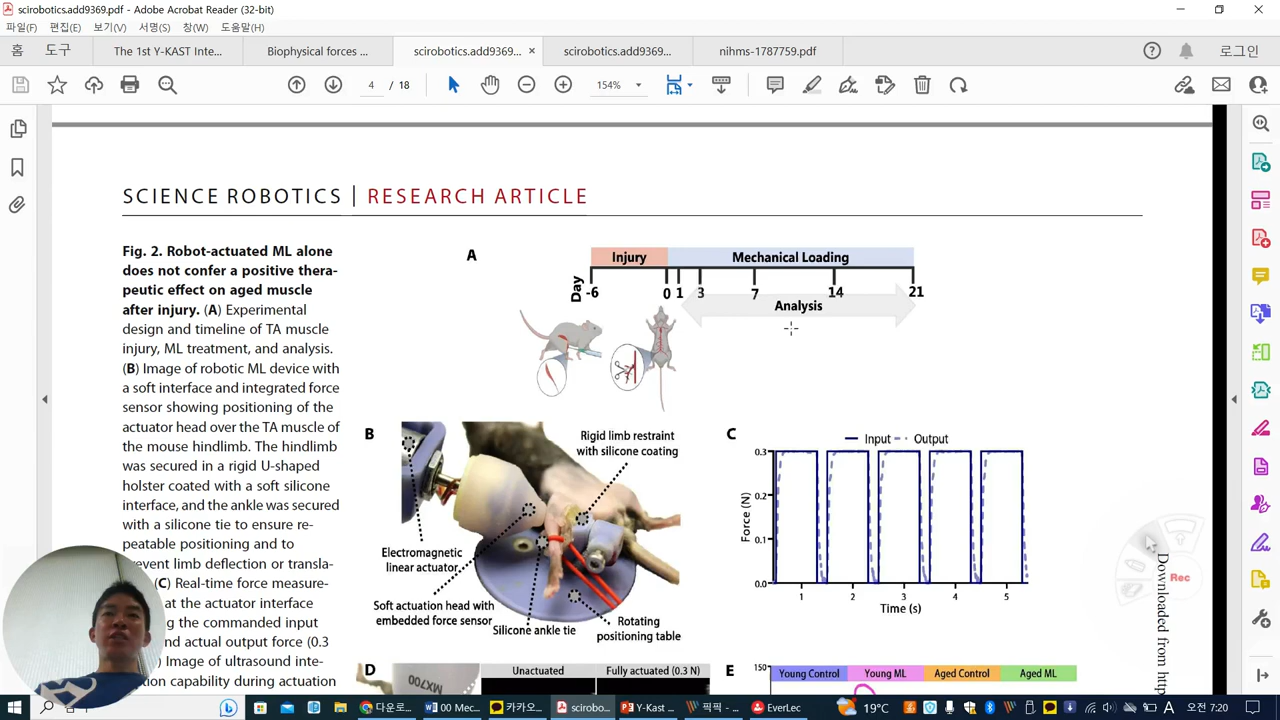 scirobotics.add9369.pdf - Adobe Acrobat Reader (32-bit)
파일(F) 편집(E) 보기(V) 서명(S) 창(W) 도움말(H)
홈 도구 The 1st Y-KAST Inte... Biophysical forces ... scirobotics.add9369... × scirobotics.add9369... nihms-1787759.pdf 로그인
4 / 18 154%
SCIENCE ROBOTICS | RESEARCH ARTICLE
Fig. 2. Robot-actuated ML alone
does not confer a positive thera-
peutic effect on aged muscle
after injury. (A) Experimental
design and timeline of TA muscle
injury, ML treatment, and analysis.
(B) Image of robotic ML device with
a soft interface and integrated force
sensor showing positioning of the
actuator head over the TA muscle of
the mouse hindlimb. The hindlimb
was secured in a rigid U-shaped
holster coated with a soft silicone
interface, and the ankle was secured
with a silicone tie to ensure re-
peatable positioning and to
prevent limb deflection or transla-
(C) Real-time force measure-
at the actuator interface
the commanded input
and actual output force (0.3
Image of ultrasound inte-
capability during actuation
A
Injury Mechanical Loading
Day -6 0 1 3 7 14 21
Analysis
B
Rigid limb restraint
with silicone coating
Electromagnetic
linear actuator
Soft actuation head with
embedded force sensor
Silicone ankle tie
Rotating
positioning table
C
Input Output
Force (N)
0.3
0.2
0.1
0.0
1 2 3 4 5
Time (s)
D
MX700
Unactuated Fully actuated (0.3 N)
E
150
Young Control Young ML Aged Control Aged ML
Downloaded from http
Rec
다운로... 00 Mec... 카카오... scirobo... Y-Kast ... 픽픽 - ... EverLec 19°C A 오전 7:20